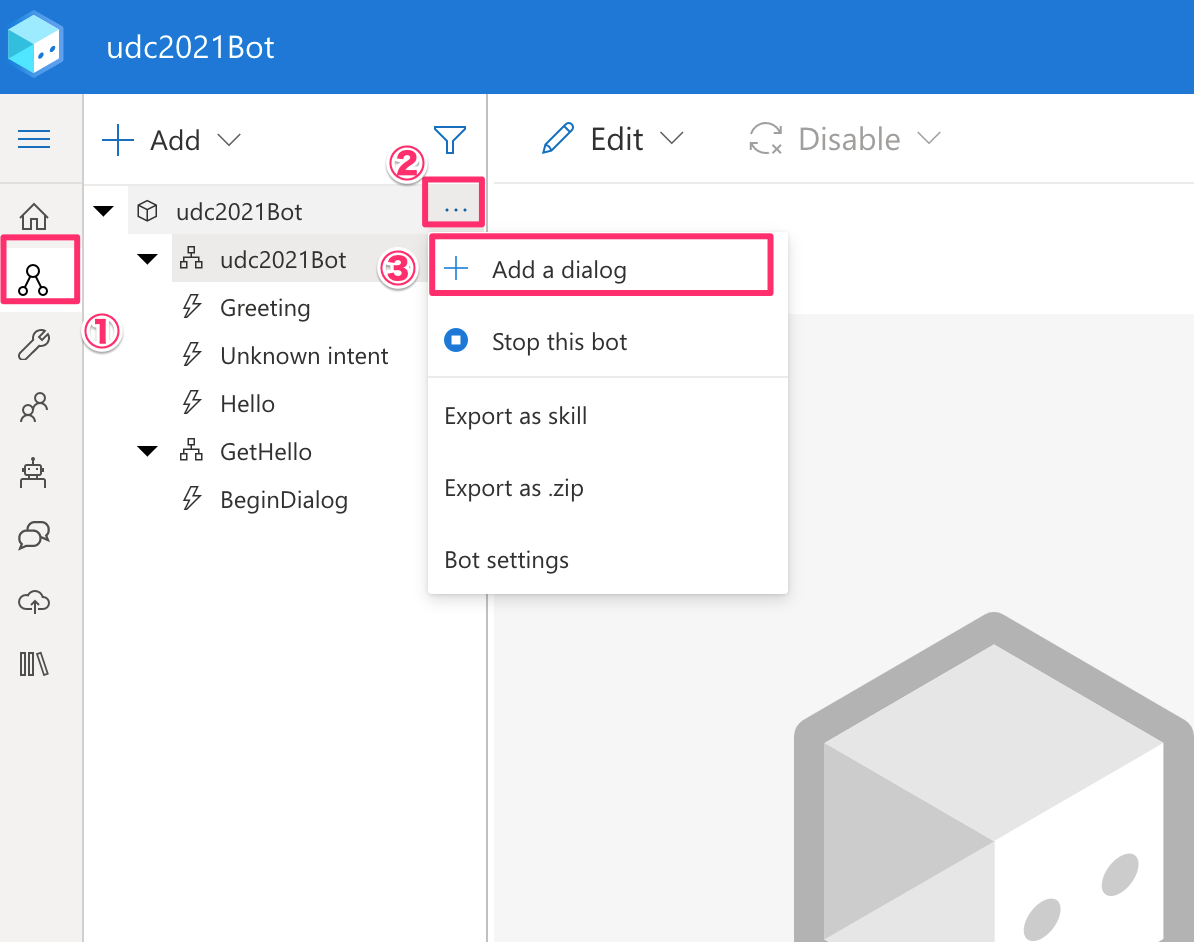 udc2021Bot
Add
Edit
Disable
②
udc2021Bot
...
udc2021Bot
③
Add a dialog
Greeting
①
Stop this bot
Unknown intent
Hello
Export as skill
GetHello
Export as .zip
BeginDialog
Bot settings